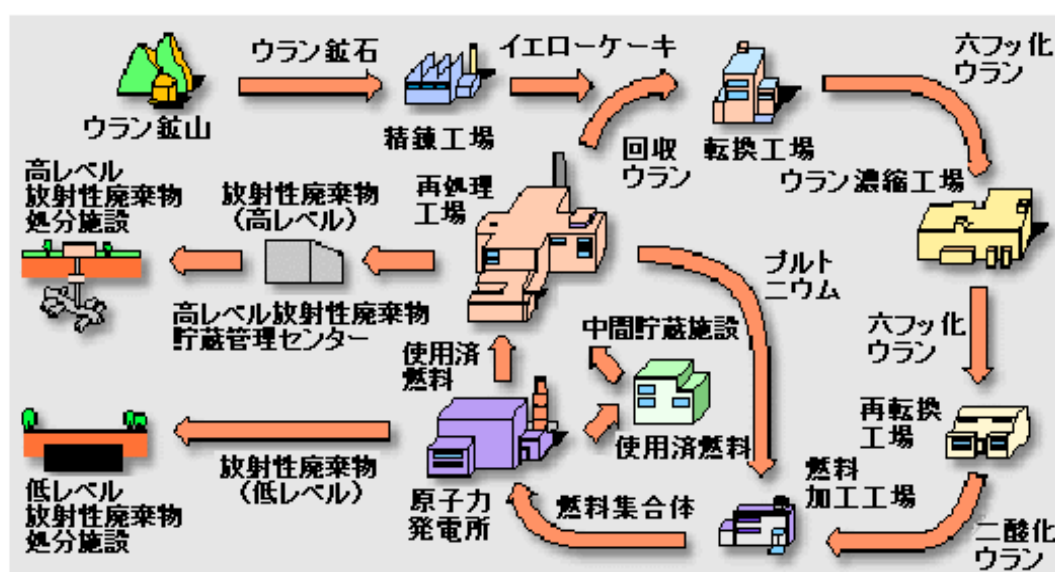 ウラン鉱石
イエローケーキ
六フッ化
ウラン
ウラン鉱山
精錬工場
回収
ウラン
転換工場
ウラン濃縮工場
高レベル
放射性廃棄物
処分施設
放射性廃棄物
(高レベル)
再処理
工場
プルト
ニウム
高レベル放射性廃棄物
貯蔵管理センター
中間貯蔵施設
六フッ化
ウラン
使用済
燃料
再転換
工場
使用済燃料
放射性廃棄物
(低レベル)
燃料
加工工場
低レベル
放射性廃棄物
処分施設
原子力
発電所
燃料集合体
二酸化
ウラン